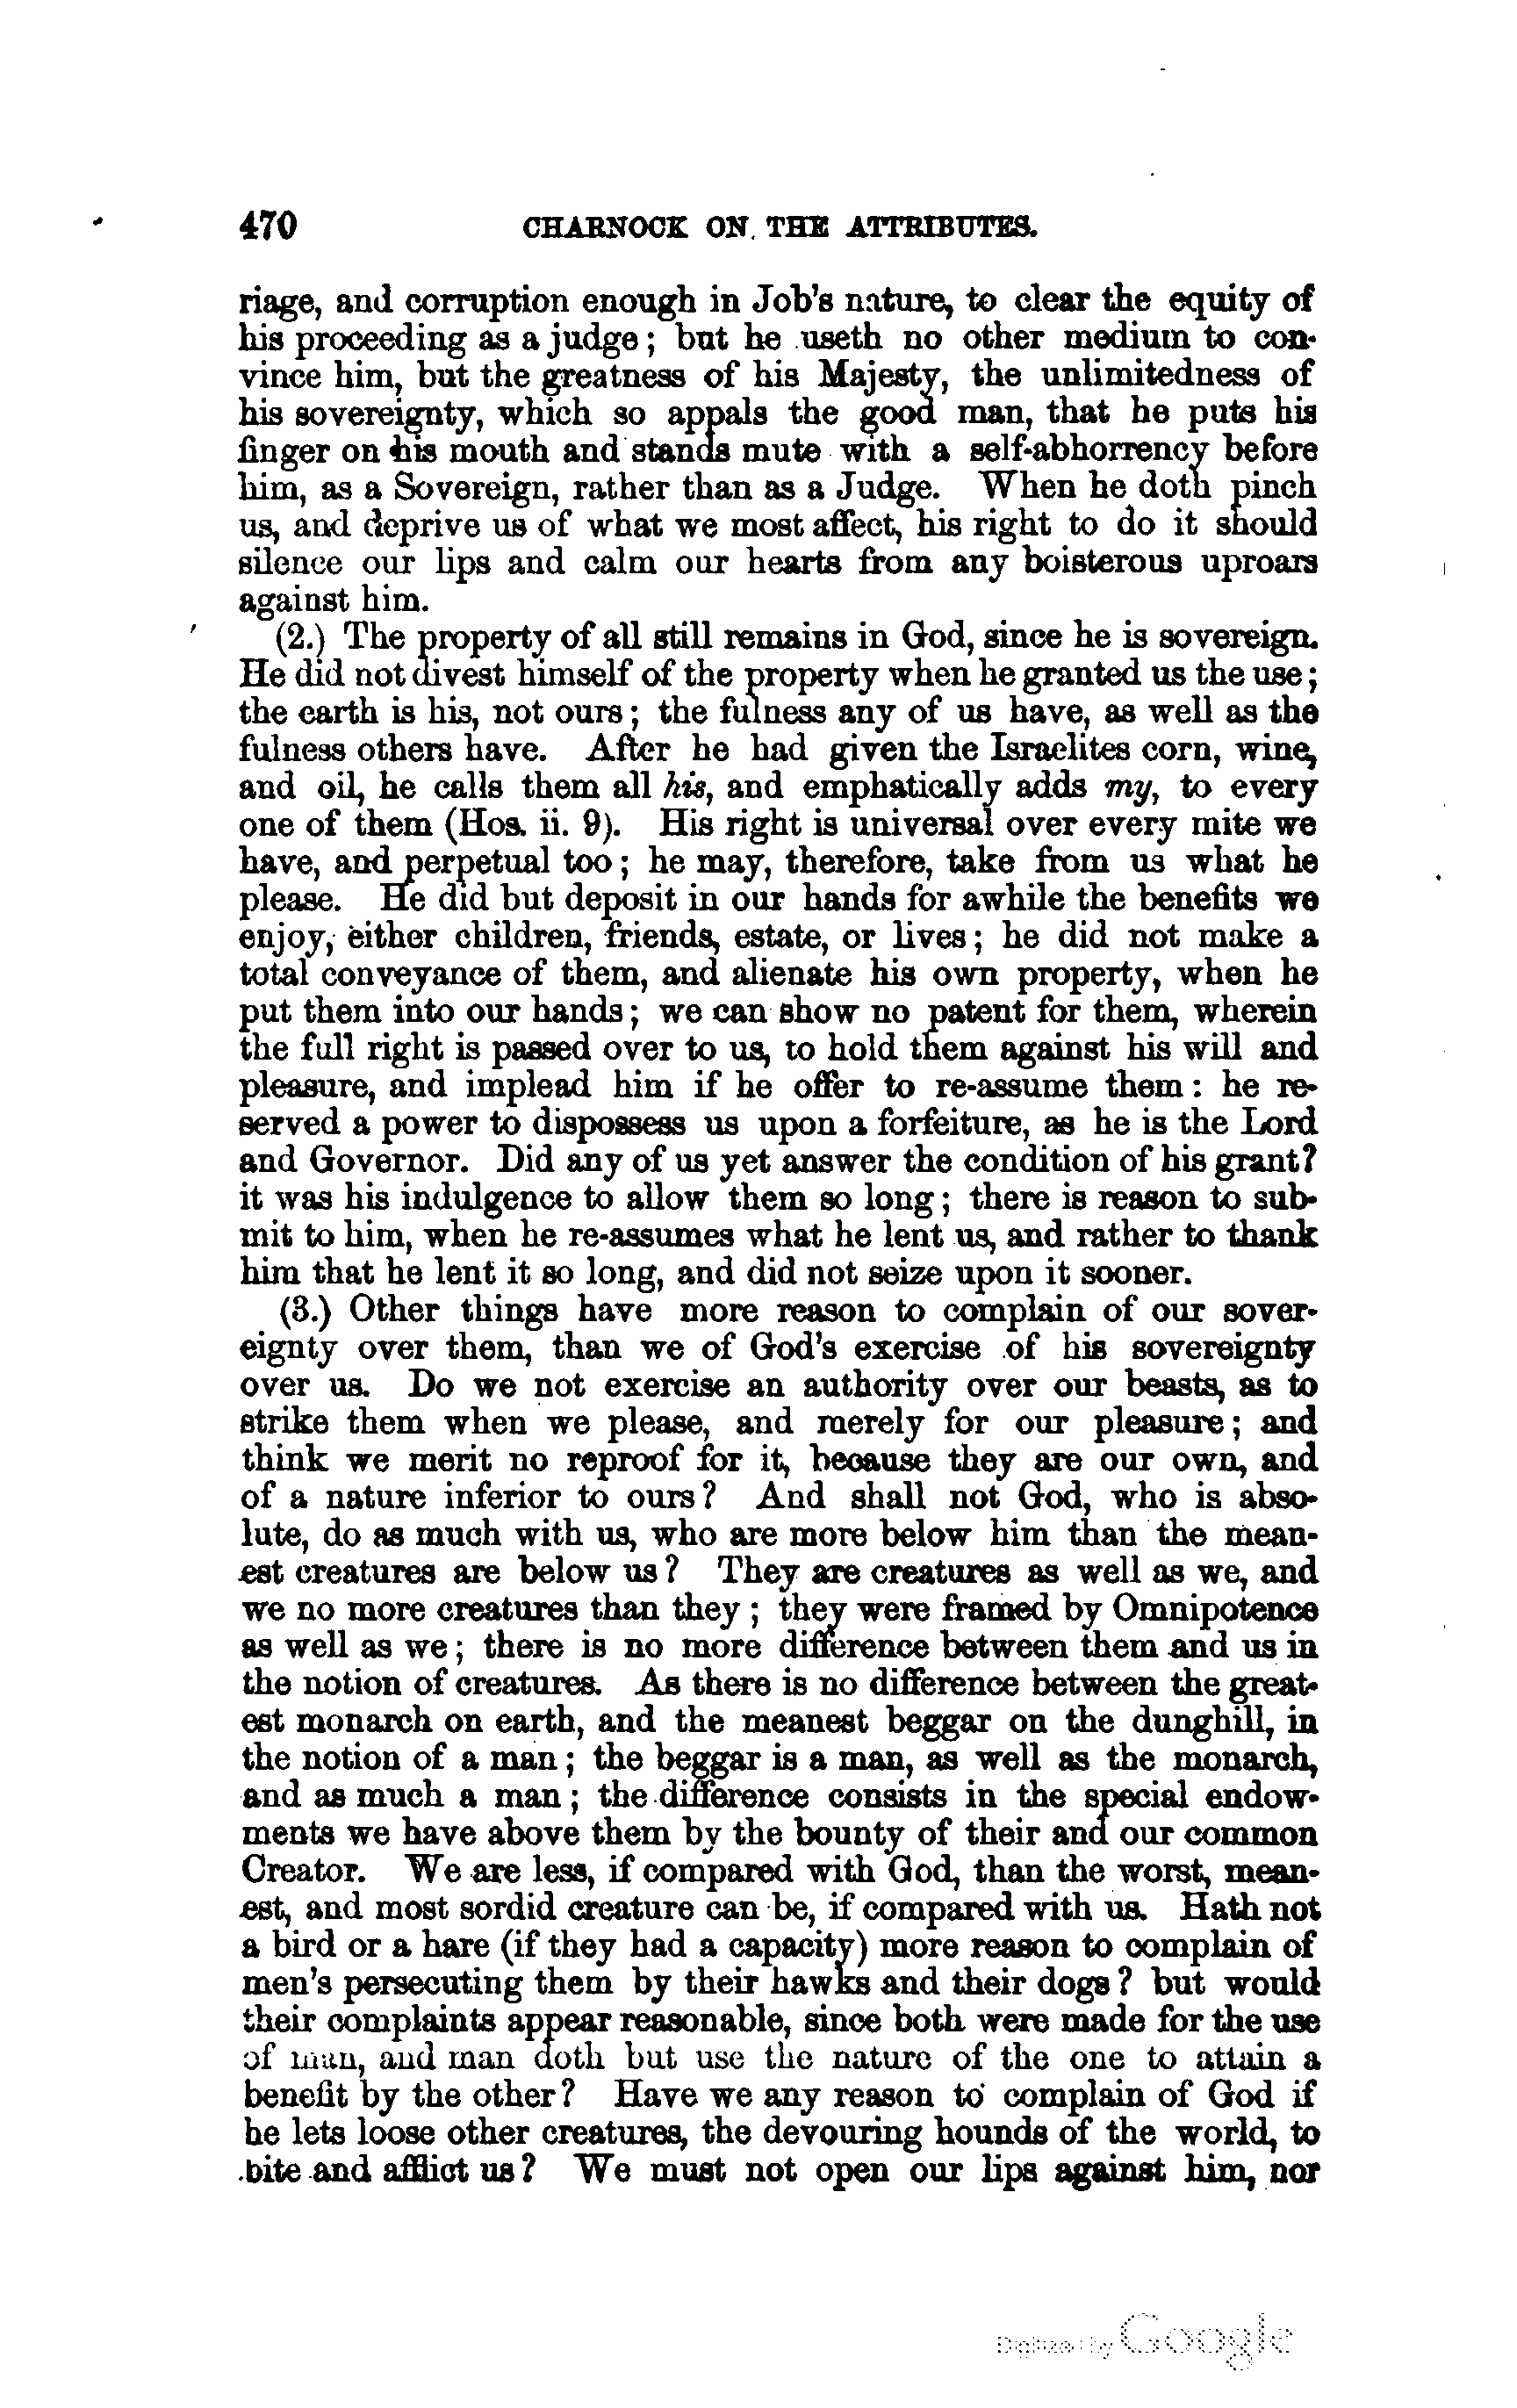 470 CHARNOCK ON THE ATTRIBUTES.
riage, and corruption enough in Job's nature, to clear the equity of
his proceeding as a judge; but he useth no other medium to con-
vince him, but the greatness of his Majesty, the unlimitedness of
his sovereignty, which so appals the good man, that he puts his
finger on his mouth and stands mute with a self-abhorrency before
him, as a Sovereign, rather than as a Judge. When he doth pinch
us, and deprive us of what we most affect, his right to do it should
silence our lips and calm our hearts from any boisterous uproars
against him.
(2.) The property of all still remains in God, since he is sovereign.
He did not divest himself of the property when he granted us the use;
the earth is his, not ours; the fulness any of us have, as well as the
fulness others have. After he had given the Israelites corn, wine,
and oil, he calls them all his, and emphatically adds my, to every
one of them (Hos. ii. 9). His right is universal over every mite we
have, and perpetual too; he may, therefore, take from us what he
please. He did but deposit in our hands for awhile the benefits we
enjoy, either children, friends, estate, or lives; he did not make a
total conveyance of them, and alienate his own property, when he
put them into our hands; we can show no patent for them, wherein
the full right is passed over to us, to hold them against his will and
pleasure, and implead him if he offer to re-assume them: he re-
served a power to dispossess us upon a forfeiture, as he is the Lord
and Governor. Did any of us yet answer the condition of his grant?
it was his indulgence to allow them so long; there is reason to sub-
mit to him, when he re-assumes what he lent us, and rather to thank
him that he lent it so long, and did not seize upon it sooner.
(3.) Other things have more reason to complain of our sover-
eignty over them, than we of God's exercise of his sovereignty
over us. Do we not exercise an authority over our beasts, as to
strike them when we please, and merely for our pleasure; and
think we merit no reproof for it, because they are our own, and
of a nature inferior to ours? And shall not God, who is abso-
lute, do as much with us, who are more below him than the mean-
est creatures are below us? They are creatures as well as we, and
we no more creatures than they; they were framed by Omnipotence
as well as we; there is no more difference between them and us in
the notion of creatures. As there is no difference between the great-
est monarch on earth, and the meanest beggar on the dunghill, in
the notion of a man; the beggar is a man, as well as the monarch,
and as much a man; the difference consists in the special endow-
ments we have above them by the bounty of their and our common
Creator. We are less, if compared with God, than the worst, mean-
est, and most sordid creature can be, if compared with us. Hath not
a bird or a hare (if they had a capacity) more reason to complain of
men's persecuting them by their hawks and their dogs? but would
their complaints appear reasonable, since both were made for the use
of man, and man doth but use the nature of the one to attain a
benefit by the other? Have we any reason to complain of God if
he lets loose other creatures, the devouring hounds of the world, to
bite and afflict us? We must not open our lips against him, nor
Digitized by Google